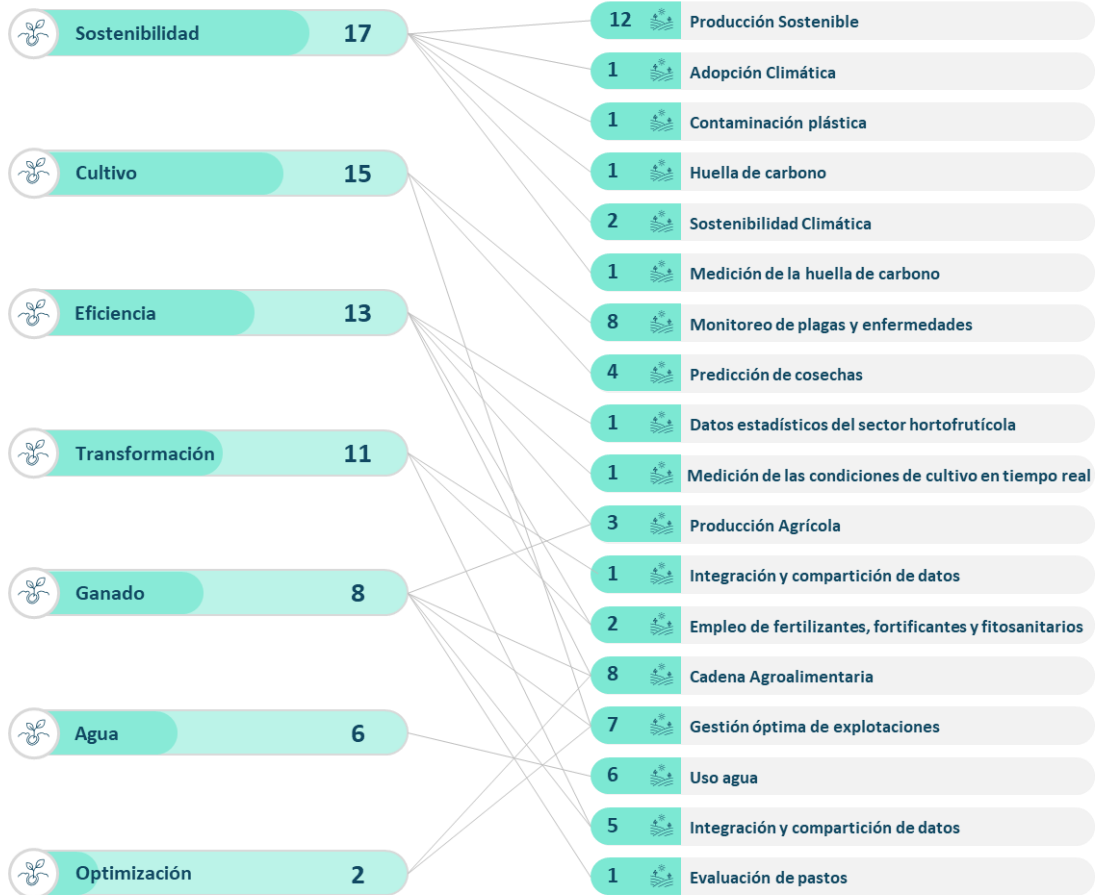 Sostenibilidad 17
Cultivo 15
Eficiencia 13
Transformación 11
Ganado 8
Agua 6
Optimización 2
12 Producción Sostenible
1 Adopción Climática
1 Contaminación plástica
1 Huella de carbono
2 Sostenibilidad Climática
1 Medición de la huella de carbono
8 Monitoreo de plagas y enfermedades
4 Predicción de cosechas
1 Datos estadísticos del sector hortofrutícola
1 Medición de las condiciones de cultivo en tiempo real
3 Producción Agrícola
1 Integración y compartición de datos
2 Empleo de fertilizantes, fortificantes y fitosanitarios
8 Cadena Agroalimentaria
7 Gestión óptima de explotaciones
6 Uso agua
5 Integración y compartición de datos
1 Evaluación de pastos